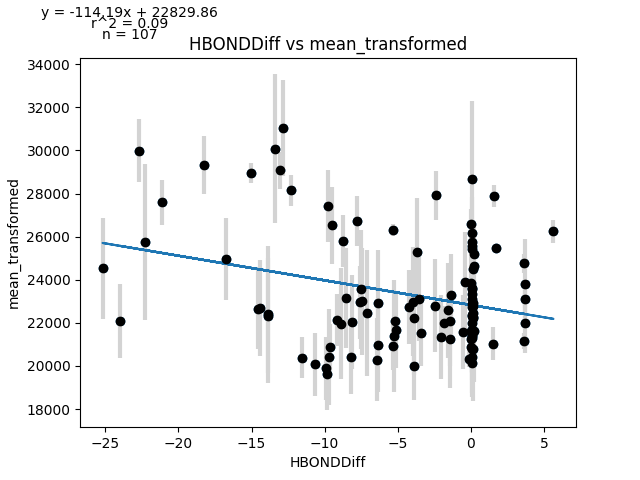 y = -114.19x + 22829.86
r^2 = 0.09
n = 107
HBONDDiff vs mean_transformed
34000
32000
30000
28000
26000
24000
22000
20000
18000
mean_transformed
−25
−20
−15
−10
−5
0
5
HBONDDiff